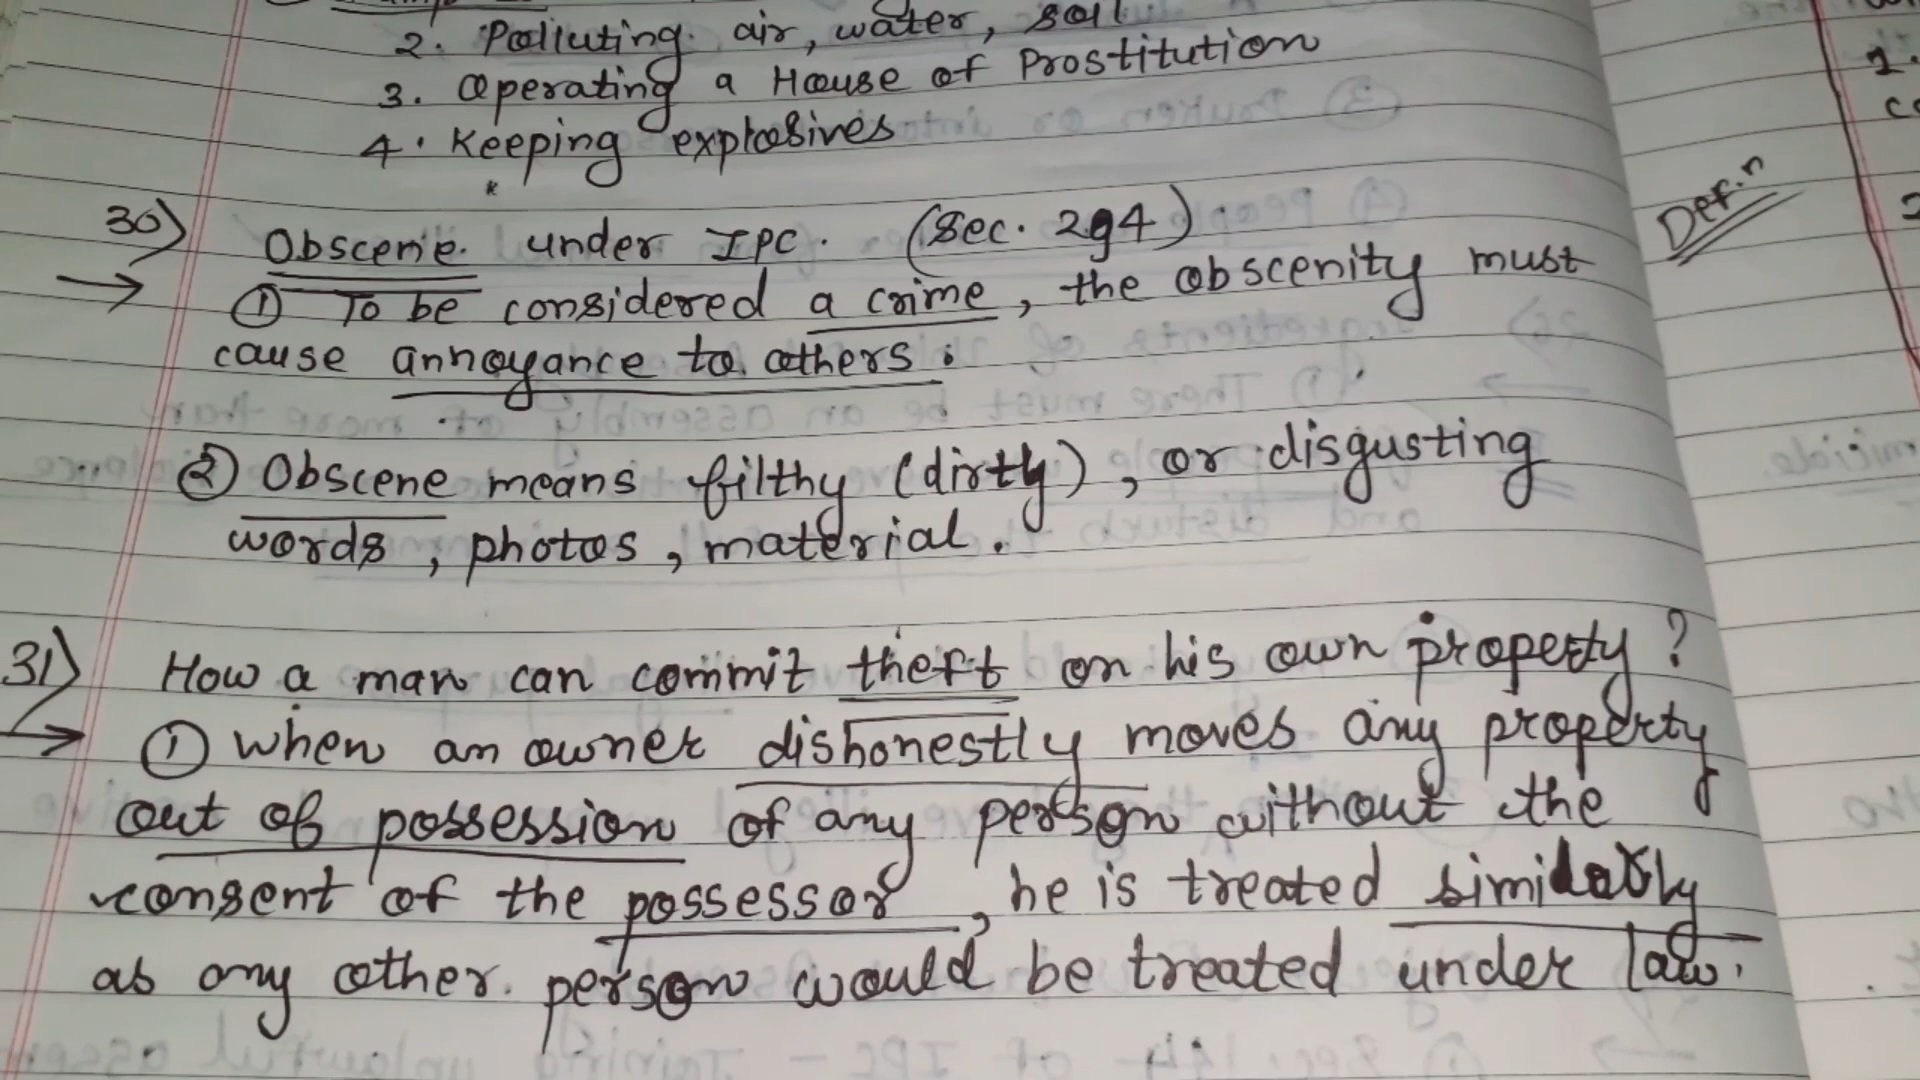 2. Polluting air, water, soil
3. Operating a House of Prostitution
4. Keeping explosives
30) Obscene under IPC. (Sec. 294)
→ ① To be considered a crime, the obscenity must
cause annoyance to others.
② Obscene means filthy (dirty), or disgusting
words, photos, material.
31) How a man can commit theft on his own property?
→ ① When an owner dishonestly moves any property
out of possession of any person without the
consent of the possessor, he is treated similarly
as any other person would be treated under law.
Def.n
1.